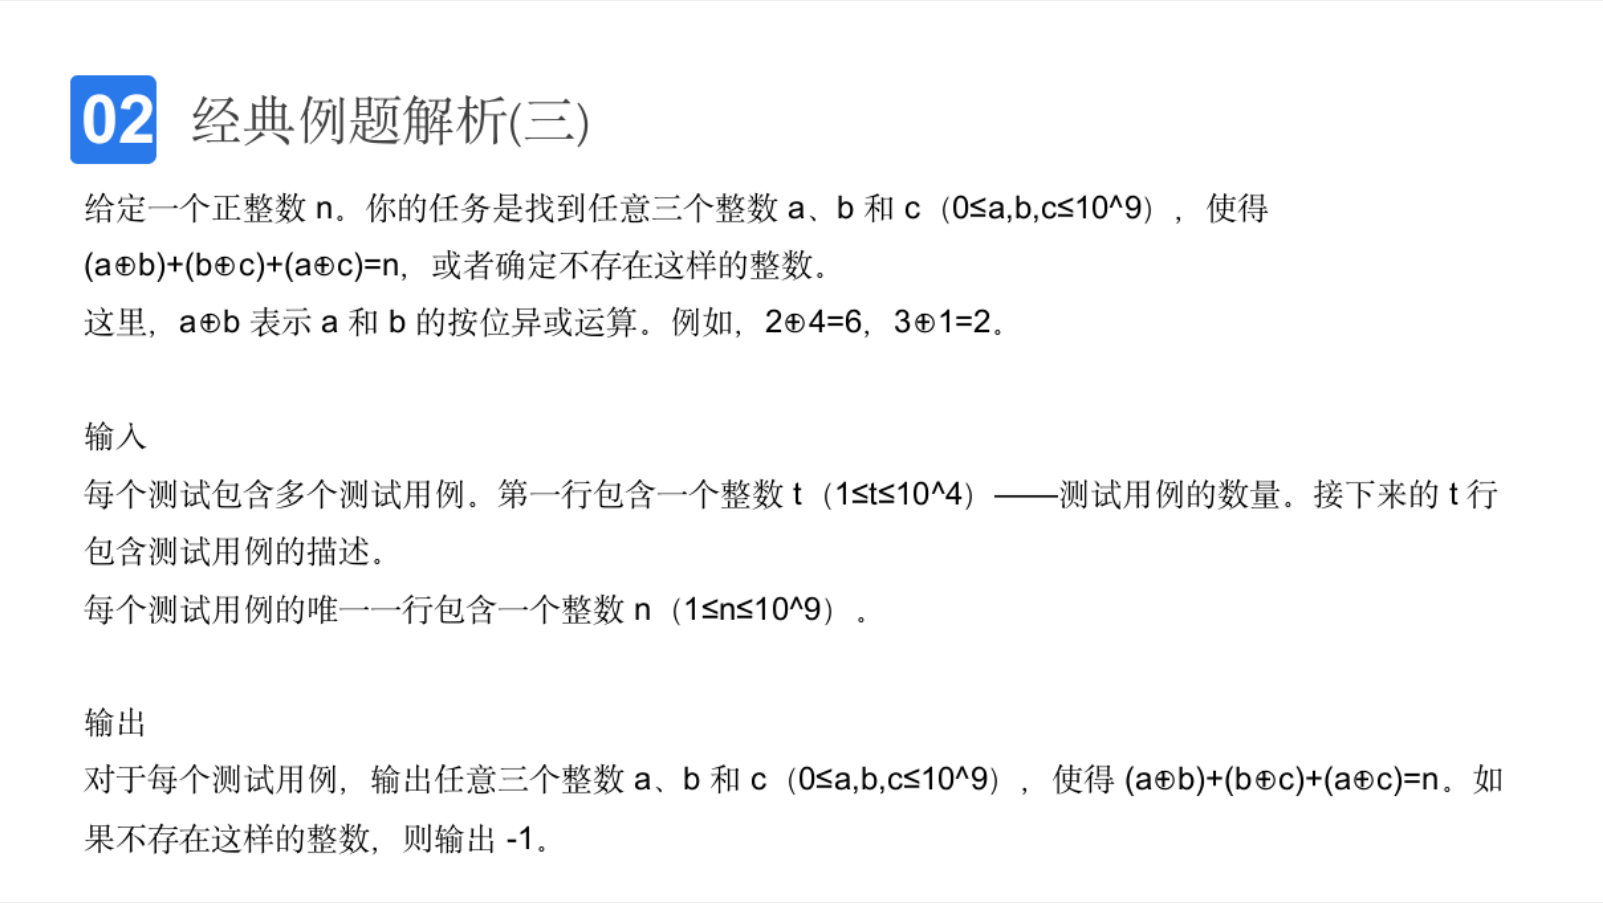 02 经典例题解析(三)
给定一个正整数 n。你的任务是找到任意三个整数 a、b 和 c（0≤a,b,c≤10^9），使得
(a⊕b)+(b⊕c)+(a⊕c)=n，或者确定不存在这样的整数。
这里，a⊕b 表示 a 和 b 的按位异或运算。例如，2⊕4=6，3⊕1=2。
输入
每个测试包含多个测试用例。第一行包含一个整数 t（1≤t≤10^4）——测试用例的数量。接下来的 t 行
包含测试用例的描述。
每个测试用例的唯一一行包含一个整数 n（1≤n≤10^9）。
输出
对于每个测试用例，输出任意三个整数 a、b 和 c（0≤a,b,c≤10^9），使得 (a⊕b)+(b⊕c)+(a⊕c)=n。如
果不存在这样的整数，则输出 -1。